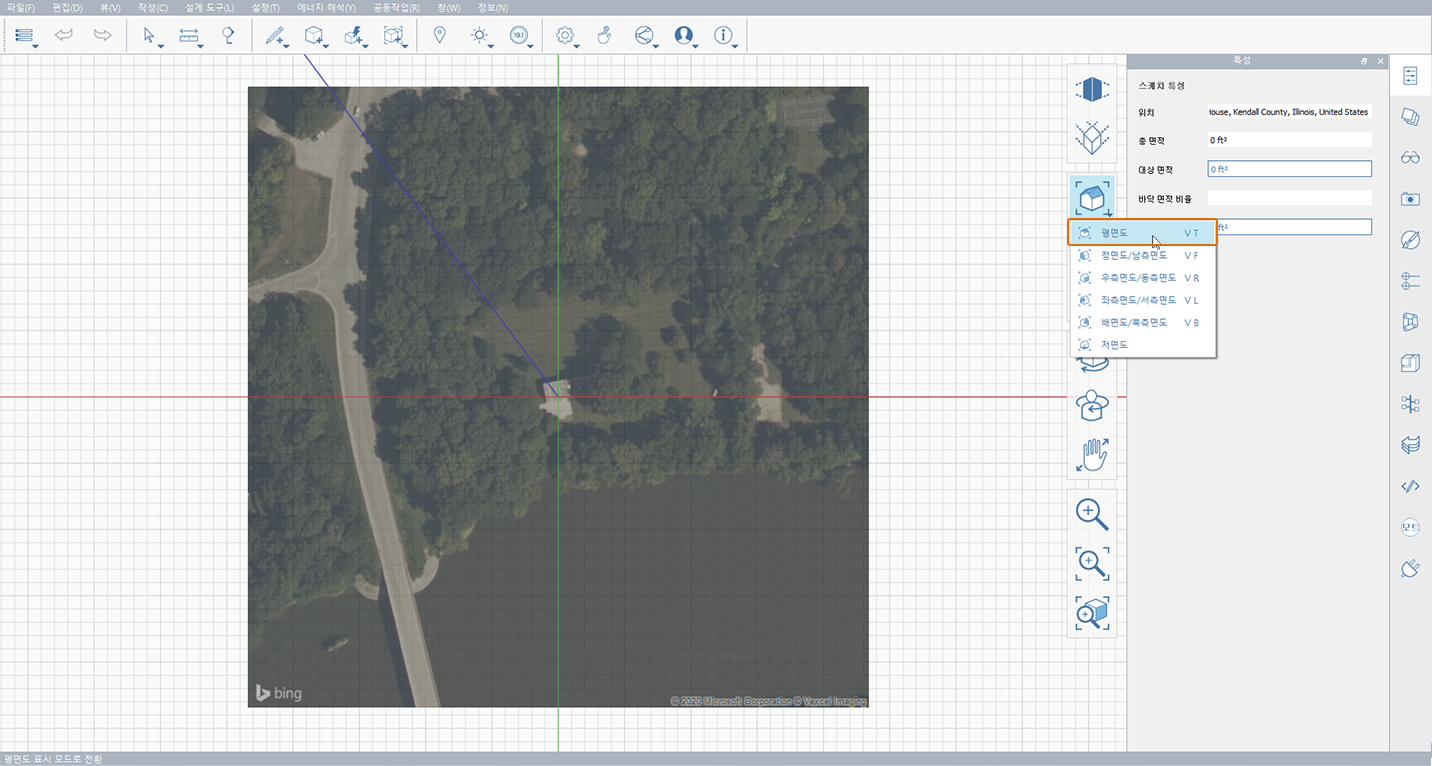 파일(F) 편집(D) 뷰(V) 작성(C) 설계 도구(L) 설정(T) 에너지 해석(Y) 공동작업(R) 창(W) 정보(N)
19.1
특성
스케치 특성
위치 House, Kendall County, Illinois, United States
총 면적 0 ft²
대상 면적 0 ft²
바닥 면적 비율
ft²
평면도 V T
정면도/남측면도 V F
우측면도/동측면도 V R
좌측면도/서측면도 V L
배면도/북측면도 V B
저면도
bing
© 2020 Microsoft Corporation © Vexcel Imaging
평면도 표시 모드로 전환